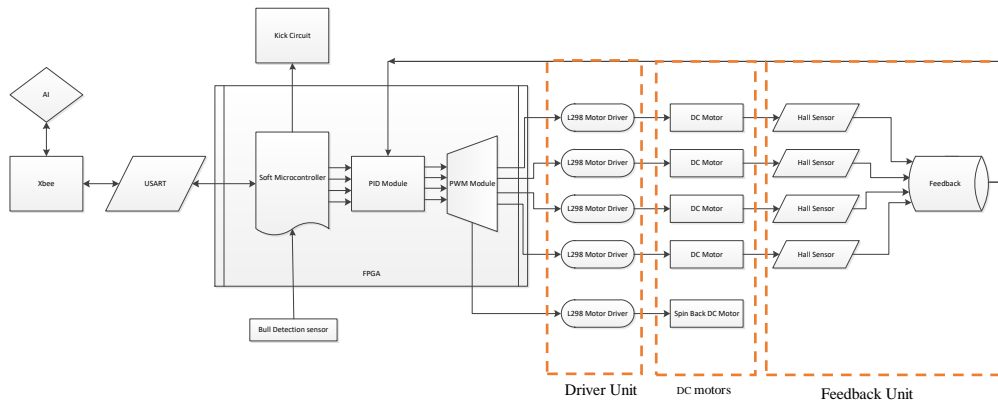 Kick Circuit
AI
Xbee
USART
Soft Microcontroller
PID Module
PWM Module
FPGA
Bull Detection sensor
L298 Motor Driver
DC Motor
Hall Sensor
L298 Motor Driver
DC Motor
Hall Sensor
L298 Motor Driver
DC Motor
Hall Sensor
L298 Motor Driver
DC Motor
Hall Sensor
Feedback
L298 Motor Driver
Spin Back DC Motor
Driver Unit
DC motors
Feedback Unit